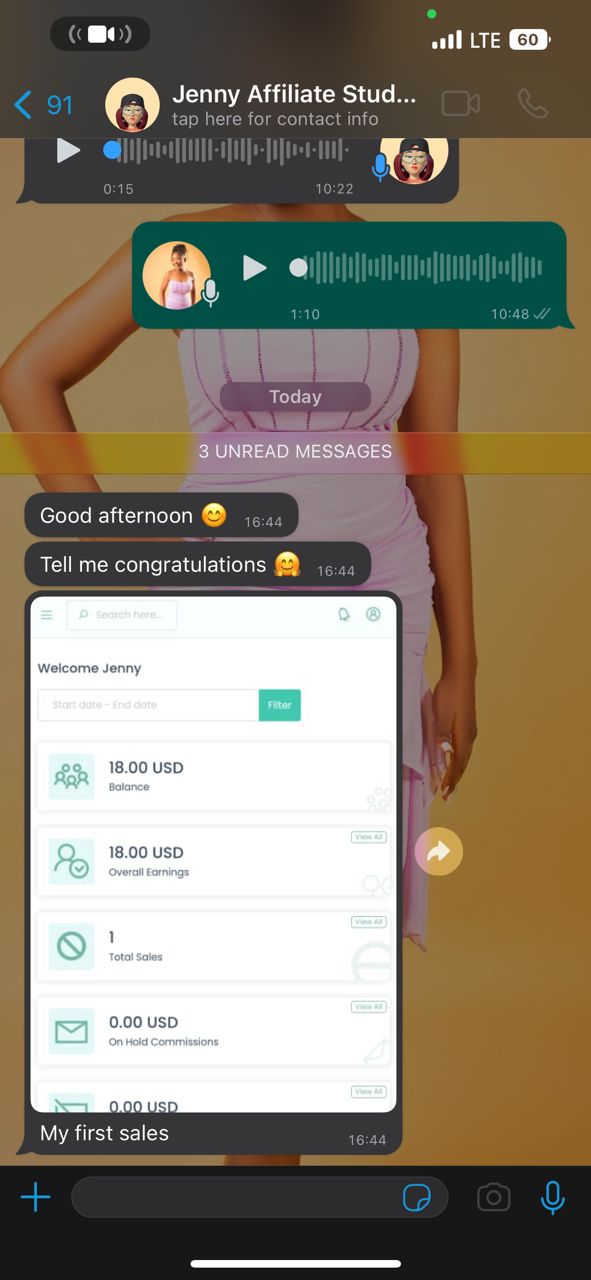 LTE 60
91
Jenny Affiliate Stud...
tap here for contact info
0:15 10:22
1:10 10:48
Today
3 UNREAD MESSAGES
Good afternoon 😊 16:44
Tell me congratulations 🤗 16:44
Search here...
Welcome Jenny
Start date - End date Filter
18.00 USD
Balance
View All
18.00 USD
Overall Earnings
View All
1
Total Sales
View All
0.00 USD
On Hold Commissions
View All
0.00 USD
My first sales 16:44